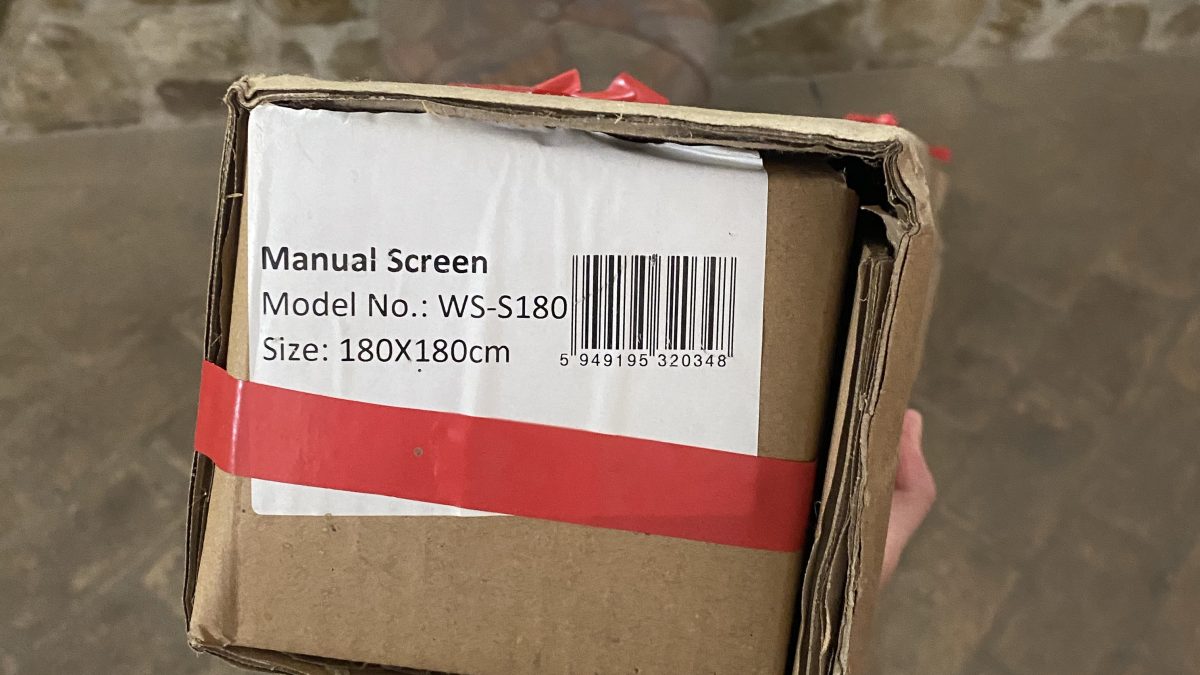 Manual Screen
Model No.: WS-S180
Size: 180X180cm
5 949195 320348